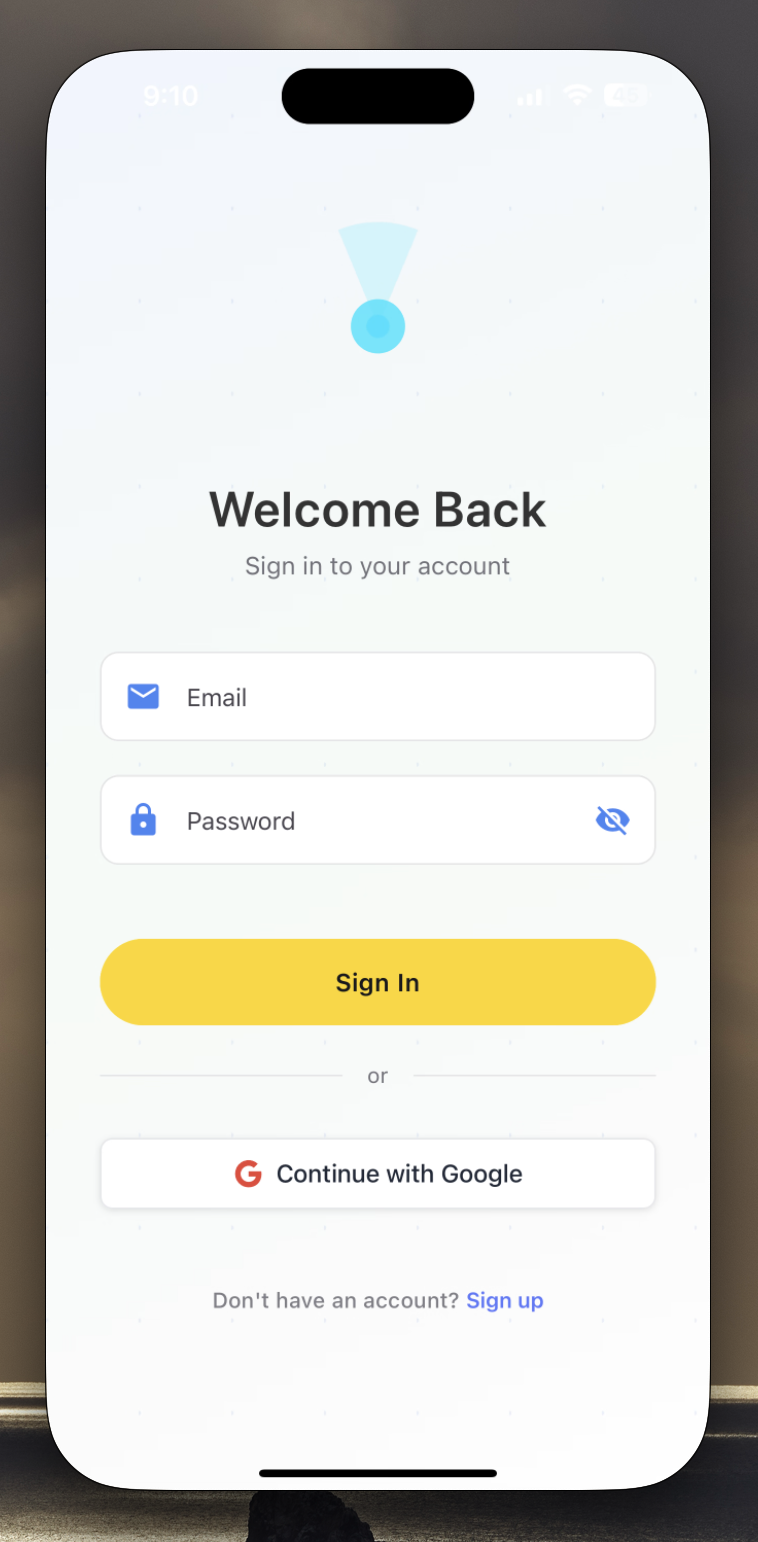 9:10
45
Welcome Back
Sign in to your account
Email
Password
Sign In
or
G Continue with Google
Don't have an account? Sign up